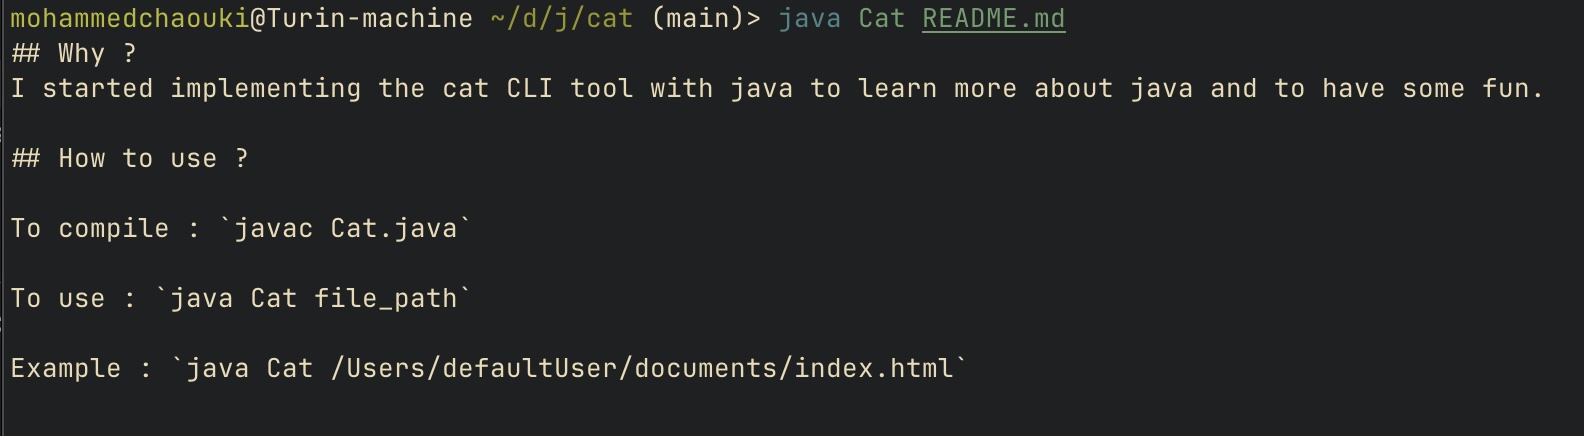 mohammedchaouki@Turin-machine ~/d/j/cat (main)> java Cat README.md
## Why ?
I started implementing the cat CLI tool with java to learn more about java and to have some fun.
## How to use ?
To compile : `javac Cat.java`
To use : `java Cat file_path`
Example : `java Cat /Users/defaultUser/documents/index.html`